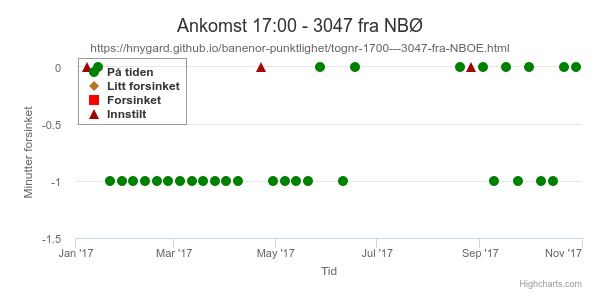 Ankomst 17:00 - 3047 fra NBØ
https://hnygard.github.io/banenor-punktlighet/tognr-1700---3047-fra-NBOE.html
Minutter forsinket
0
-0.5
-1
-1.5
På tiden
Litt forsinket
Forsinket
Innstilt
Jan '17 Mar '17 May '17 Jul '17 Sep '17 Nov '17
Tid
Highcharts.com